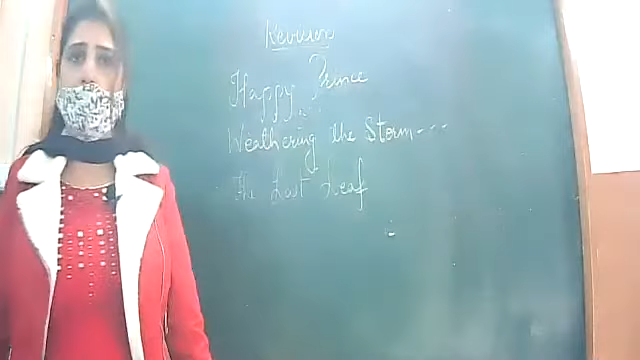 Revision
Happy Prince
Weathering the Storm---
The Last Leaf